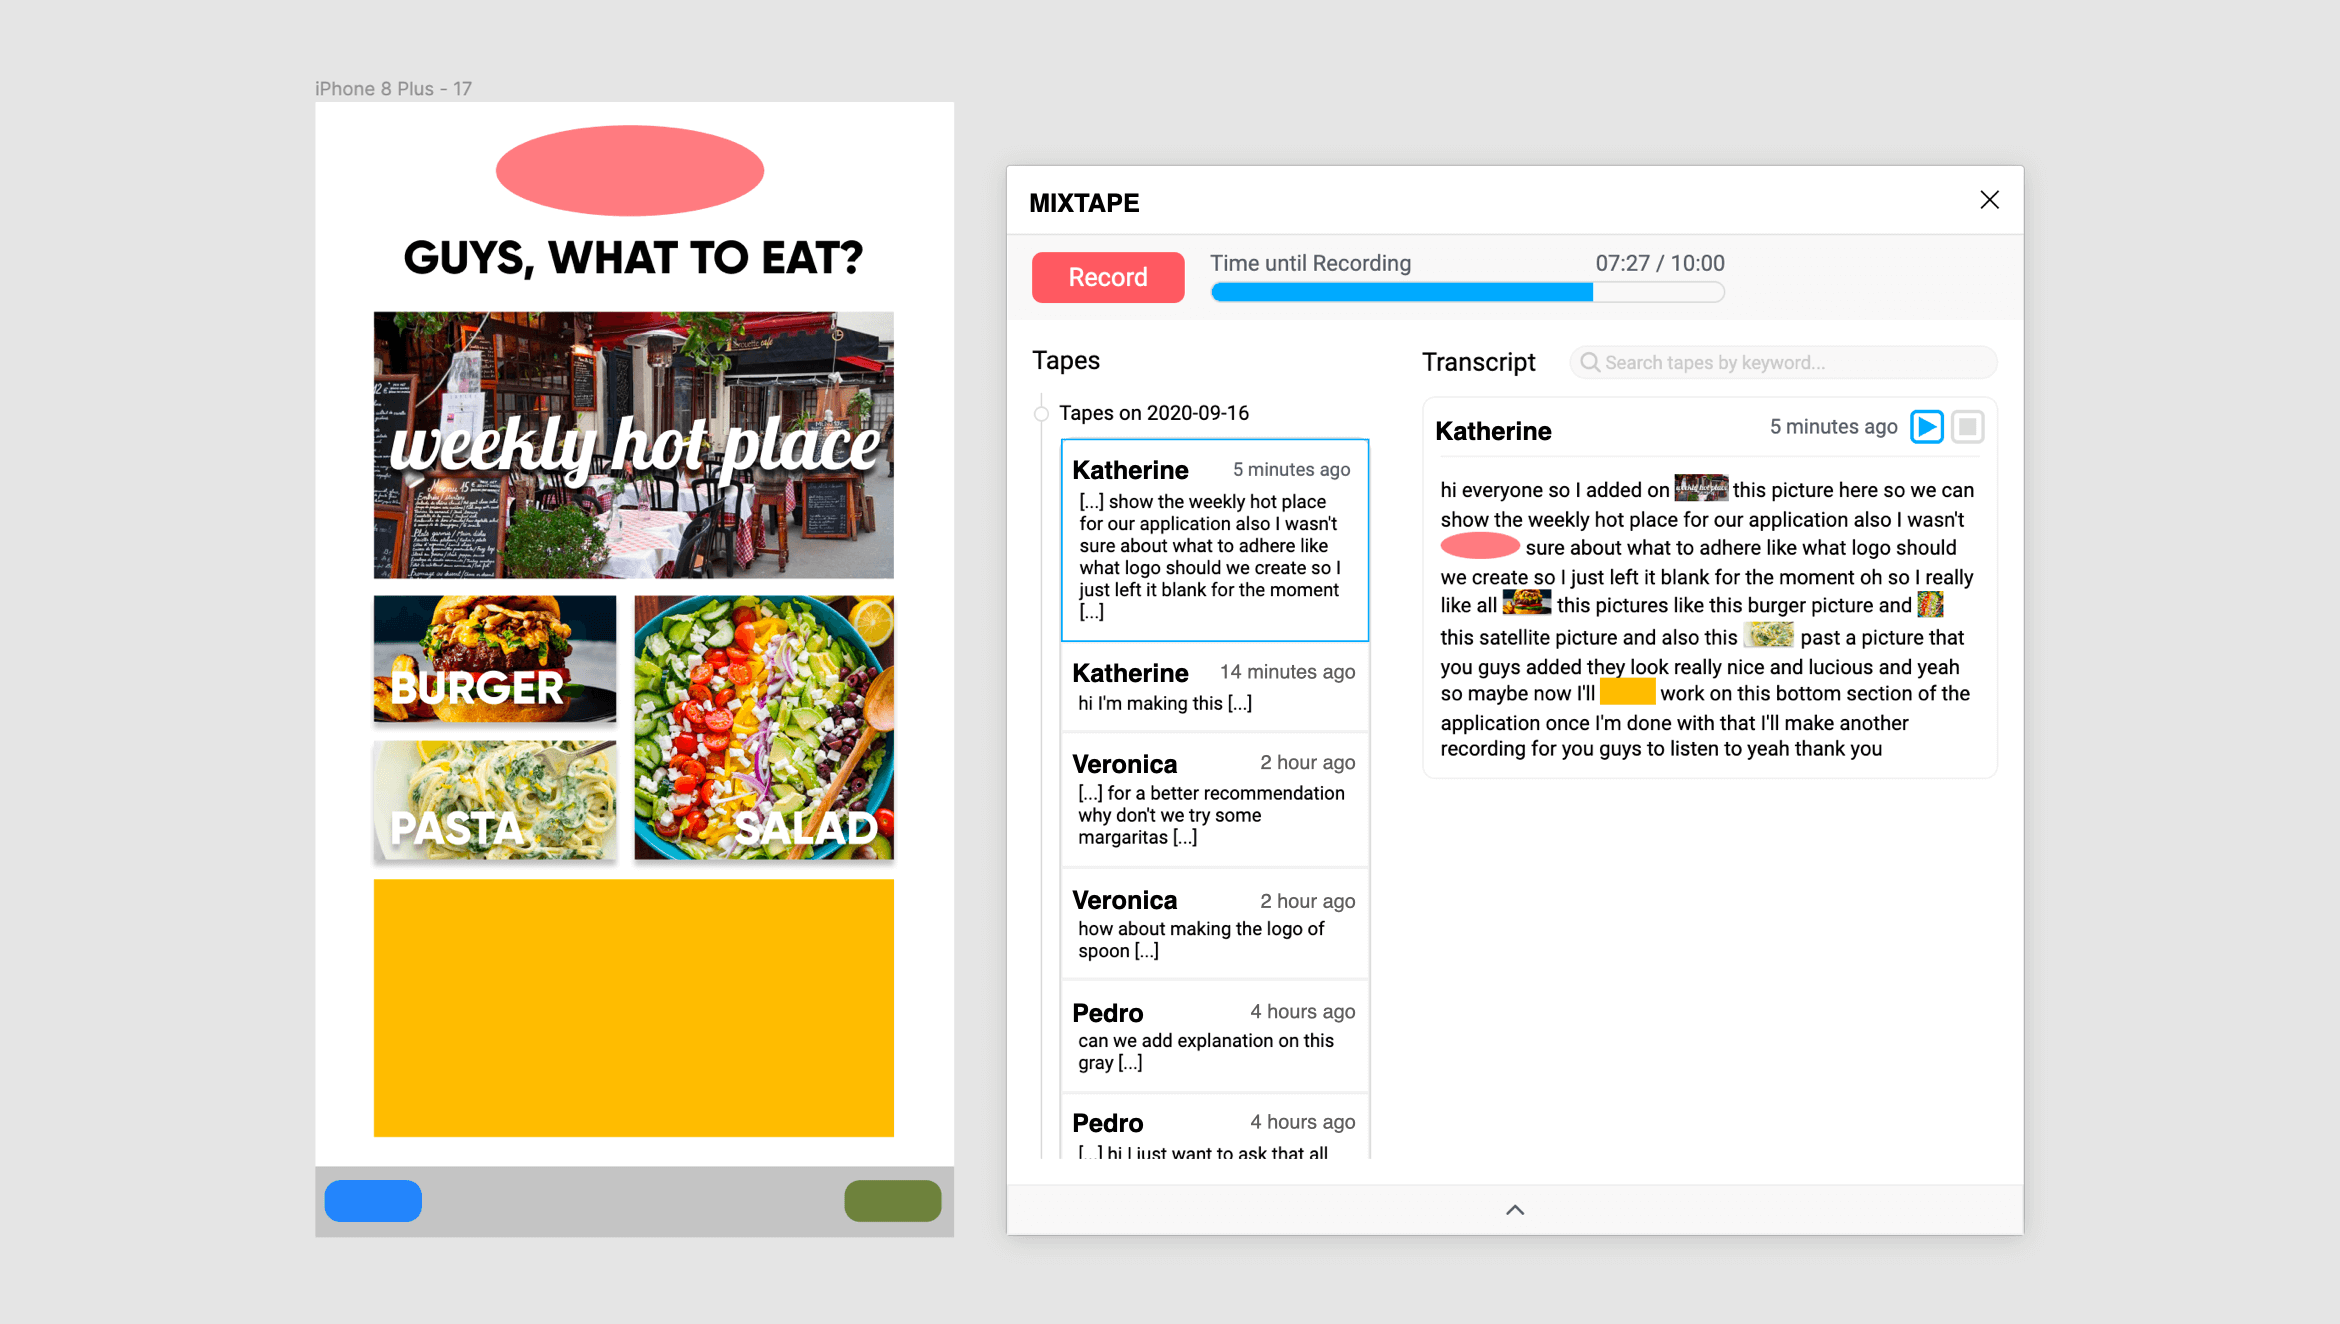 iPhone 8 Plus - 17
GUYS, WHAT TO EAT?
weekly hot place
BURGER
PASTA
SALAD
MIXTAPE
Record
Time until Recording
07:27 / 10:00
Tapes
Tapes on 2020-09-16
Katherine
5 minutes ago
[...] show the weekly hot place
for our application also I wasn't
sure about what to adhere like
what logo should we create so I
just left it blank for the moment
[...]
Katherine
14 minutes ago
hi I'm making this [...]
Veronica
2 hour ago
[...] for a better recommendation
why don't we try some
margaritas [...]
Veronica
2 hour ago
how about making the logo of
spoon [...]
Pedro
4 hours ago
can we add explanation on this
gray [...]
Pedro
4 hours ago
[...] hi I just want to ask that all
Transcript
Search tapes by keyword...
Katherine
5 minutes ago
hi everyone so I added on this picture here so we can
show the weekly hot place for our application also I wasn't
sure about what to adhere like what logo should
we create so I just left it blank for the moment oh so I really
like all this pictures like this burger picture and
this satellite picture and also this past a picture that
you guys added they look really nice and lucious and yeah
so maybe now I'll work on this bottom section of the
application once I'm done with that I'll make another
recording for you guys to listen to yeah thank you